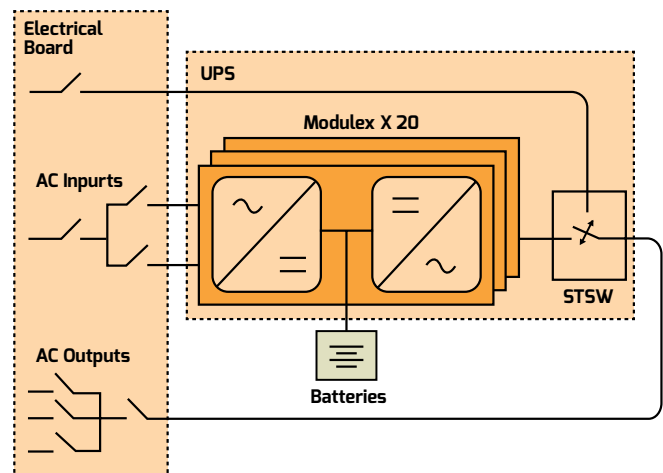 Electrical
Board
UPS
Modulex X 20
AC Inpurts
STSW
AC Outputs
Batteries